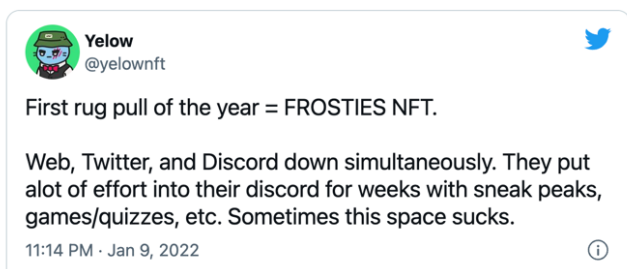 Yelow
@yelownft
First rug pull of the year = FROSTIES NFT.
Web, Twitter, and Discord down simultaneously. They put
alot of effort into their discord for weeks with sneak peaks,
games/quizzes, etc. Sometimes this space sucks.
11:14 PM · Jan 9, 2022